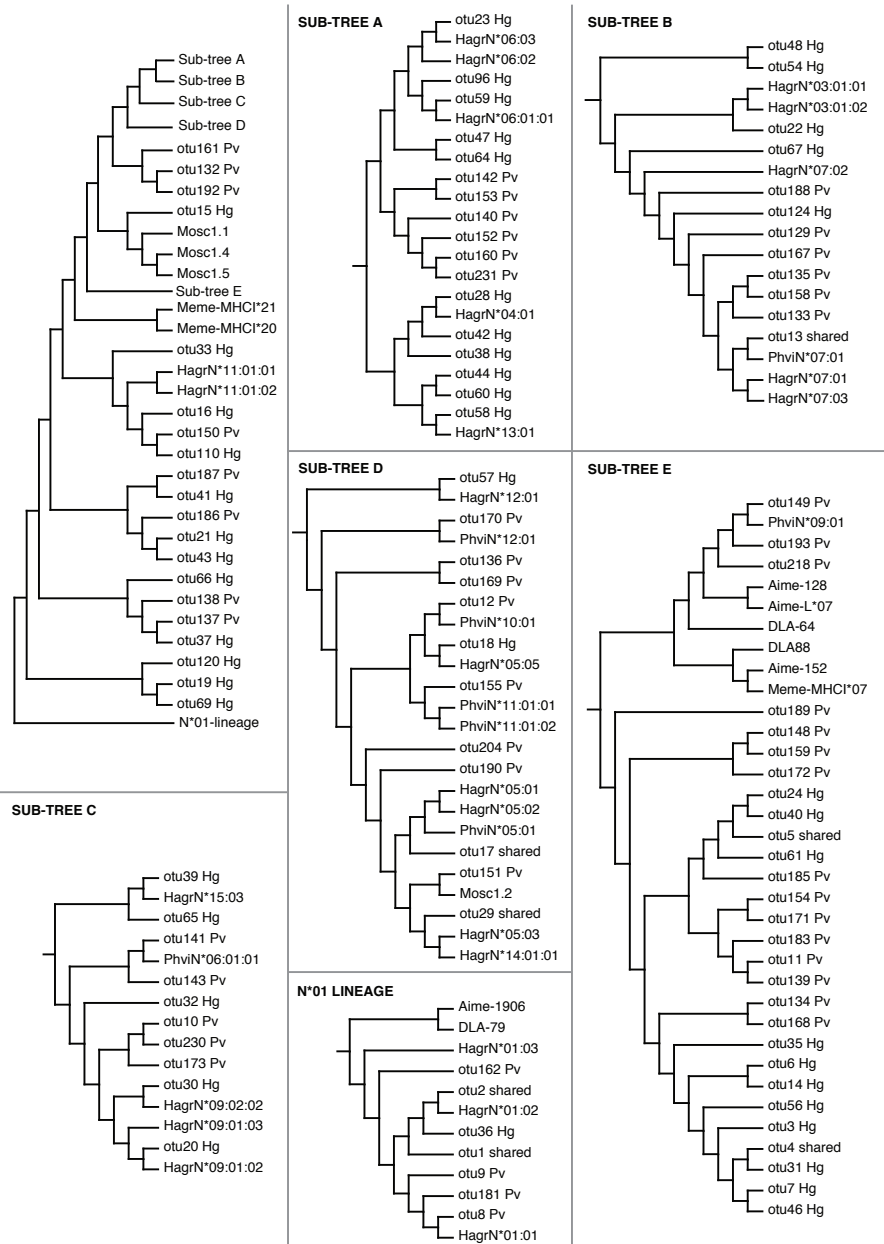 Sub-tree A
Sub-tree B
Sub-tree C
Sub-tree D
otu161 Pv
otu132 Pv
otu192 Pv
otu15 Hg
Mosc1.1
Mosc1.4
Mosc1.5
Sub-tree E
Meme-MHCI*21
Meme-MHCI*20
otu33 Hg
HagrN*11:01:01
HagrN*11:01:02
otu16 Hg
otu150 Pv
otu110 Hg
otu187 Pv
otu41 Hg
otu186 Pv
otu21 Hg
otu43 Hg
otu66 Hg
otu138 Pv
otu137 Pv
otu37 Hg
otu120 Hg
otu19 Hg
otu69 Hg
N*01-lineage
SUB-TREE A
otu23 Hg
HagrN*06:03
HagrN*06:02
otu96 Hg
otu59 Hg
HagrN*06:01:01
otu47 Hg
otu64 Hg
otu142 Pv
otu153 Pv
otu140 Pv
otu152 Pv
otu160 Pv
otu231 Pv
otu28 Hg
HagrN*04:01
otu42 Hg
otu38 Hg
otu44 Hg
otu60 Hg
otu58 Hg
HagrN*13:01
SUB-TREE B
otu48 Hg
otu54 Hg
HagrN*03:01:01
HagrN*03:01:02
otu22 Hg
otu67 Hg
HagrN*07:02
otu188 Pv
otu124 Hg
otu129 Pv
otu167 Pv
otu135 Pv
otu158 Pv
otu133 Pv
otu13 shared
PhviN*07:01
HagrN*07:01
HagrN*07:03
SUB-TREE C
otu39 Hg
HagrN*15:03
otu65 Hg
otu141 Pv
PhviN*06:01:01
otu143 Pv
otu32 Hg
otu10 Pv
otu230 Pv
otu173 Pv
otu30 Hg
HagrN*09:02:02
HagrN*09:01:03
otu20 Hg
HagrN*09:01:02
SUB-TREE D
otu57 Hg
HagrN*12:01
otu170 Pv
PhviN*12:01
otu136 Pv
otu169 Pv
otu12 Pv
PhviN*10:01
otu18 Hg
HagrN*05:05
otu155 Pv
PhviN*11:01:01
PhviN*11:01:02
otu204 Pv
otu190 Pv
HagrN*05:01
HagrN*05:02
PhviN*05:01
otu17 shared
otu151 Pv
Mosc1.2
otu29 shared
HagrN*05:03
HagrN*14:01:01
N*01 LINEAGE
Aime-1906
DLA-79
HagrN*01:03
otu162 Pv
otu2 shared
HagrN*01:02
otu36 Hg
otu1 shared
otu9 Pv
otu181 Pv
otu8 Pv
HagrN*01:01
SUB-TREE E
otu149 Pv
PhviN*09:01
otu193 Pv
otu218 Pv
Aime-128
Aime-L*07
DLA-64
DLA88
Aime-152
Meme-MHCI*07
otu189 Pv
otu148 Pv
otu159 Pv
otu172 Pv
otu24 Hg
otu40 Hg
otu5 shared
otu61 Hg
otu185 Pv
otu154 Pv
otu171 Pv
otu183 Pv
otu11 Pv
otu139 Pv
otu134 Pv
otu168 Pv
otu35 Hg
otu6 Hg
otu14 Hg
otu56 Hg
otu3 Hg
otu4 shared
otu31 Hg
otu7 Hg
otu46 Hg